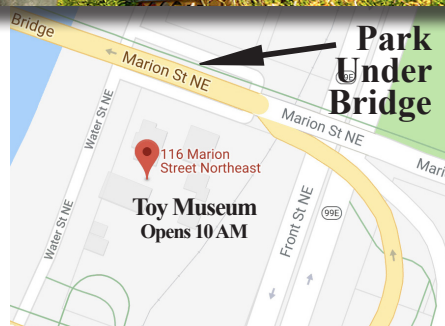 Bridge
Park
Under
Bridge
99E
Marion St NE
Marion St NE
Mari
Water St NE
116 Marion
Street Northeast
Toy Museum
Opens 10 AM
Front St NE
99E
Water St NE